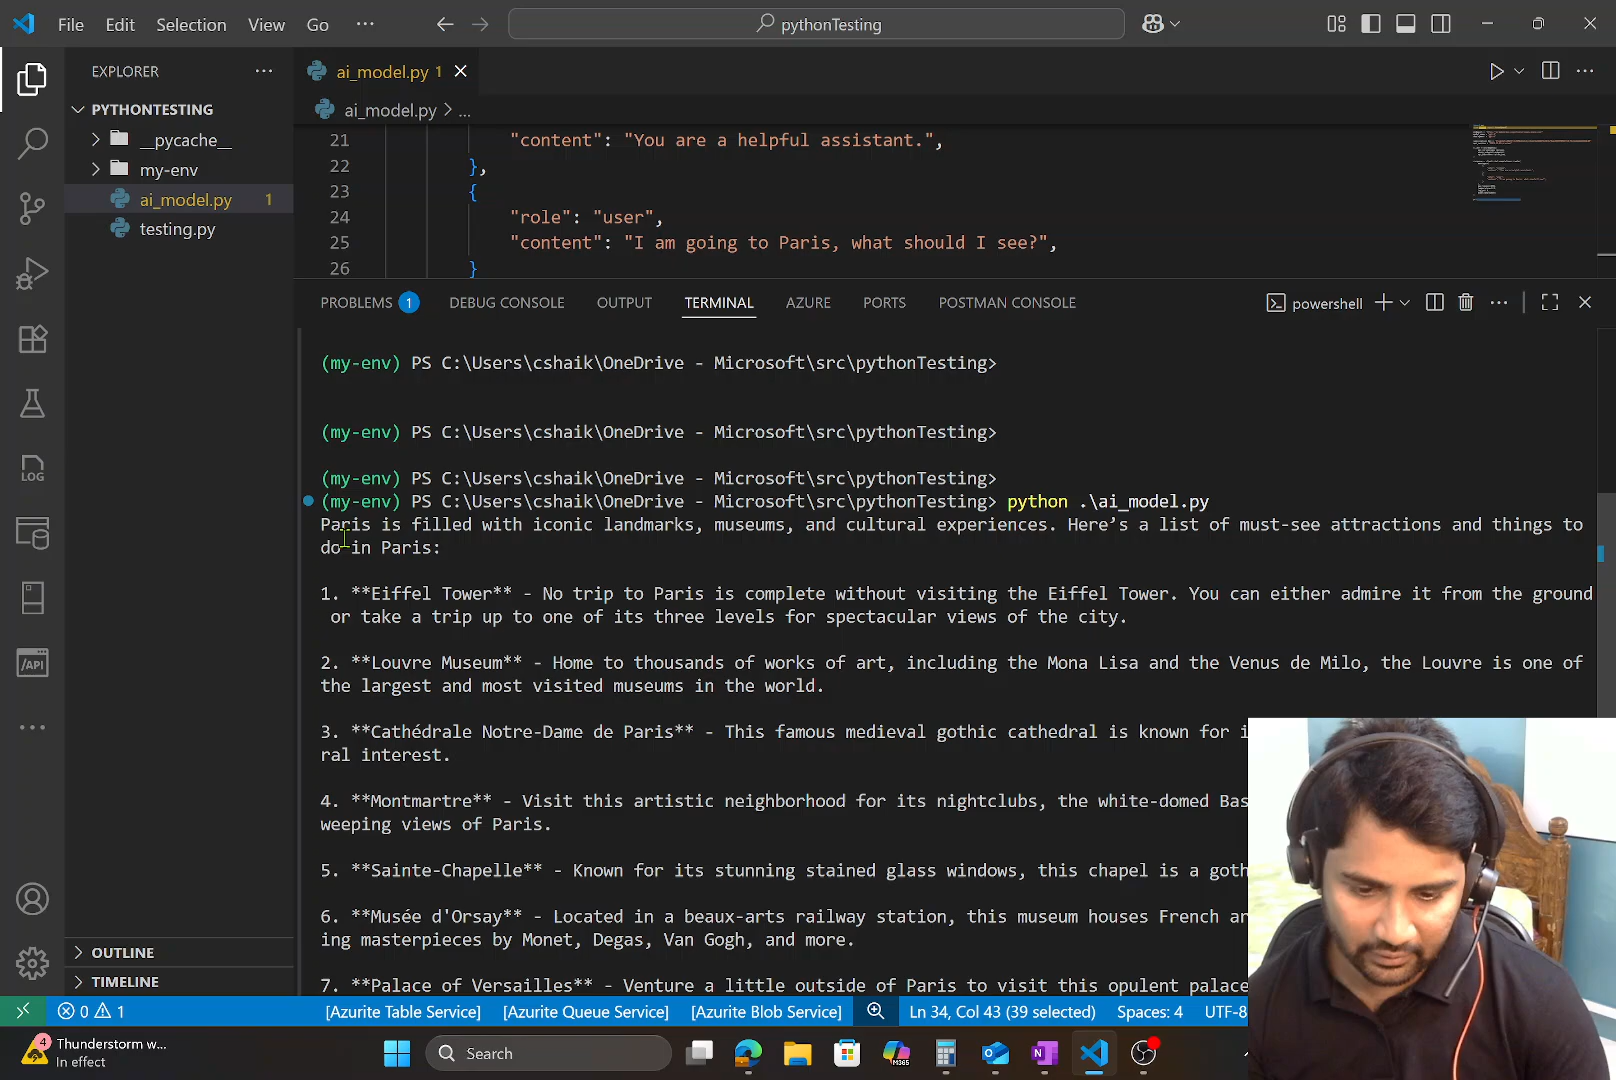 File Edit Selection View Go ··· pythonTesting
EXPLORER ···
PYTHONTESTING
__pycache__
my-env
ai_model.py 1
testing.py
OUTLINE
TIMELINE
LOG
/API
ai_model.py 1
ai_model.py > ...
21 "content": "You are a helpful assistant.",
22 },
23 {
24 "role": "user",
25 "content": "I am going to Paris, what should I see?",
26 }
PROBLEMS 1 DEBUG CONSOLE OUTPUT TERMINAL AZURE PORTS POSTMAN CONSOLE powershell
(my-env) PS C:\Users\cshaik\OneDrive - Microsoft\src\pythonTesting>
(my-env) PS C:\Users\cshaik\OneDrive - Microsoft\src\pythonTesting>
(my-env) PS C:\Users\cshaik\OneDrive - Microsoft\src\pythonTesting>
(my-env) PS C:\Users\cshaik\OneDrive - Microsoft\src\pythonTesting> python .\ai_model.py
Paris is filled with iconic landmarks, museums, and cultural experiences. Here’s a list of must-see attractions and things to
do in Paris:
1. **Eiffel Tower** - No trip to Paris is complete without visiting the Eiffel Tower. You can either admire it from the ground
or take a trip up to one of its three levels for spectacular views of the city.
2. **Louvre Museum** - Home to thousands of works of art, including the Mona Lisa and the Venus de Milo, the Louvre is one of
the largest and most visited museums in the world.
3. **Cathédrale Notre-Dame de Paris** - This famous medieval gothic cathedral is known for
ral interest.
4. **Montmartre** - Visit this artistic neighborhood for its nightclubs, the white-domed Bas
weeping views of Paris.
5. **Sainte-Chapelle** - Known for its stunning stained glass windows, this chapel is a goth
6. **Musée d'Orsay** - Located in a beaux-arts railway station, this museum houses French ar
ing masterpieces by Monet, Degas, Van Gogh, and more.
7. **Palace of Versailles** - Venture a little outside of Paris to visit this opulent palace
0 1 [Azurite Table Service] [Azurite Queue Service] [Azurite Blob Service] Ln 34, Col 43 (39 selected) Spaces: 4 UTF-8
4 Thunderstorm w...
In effect
Search
M365